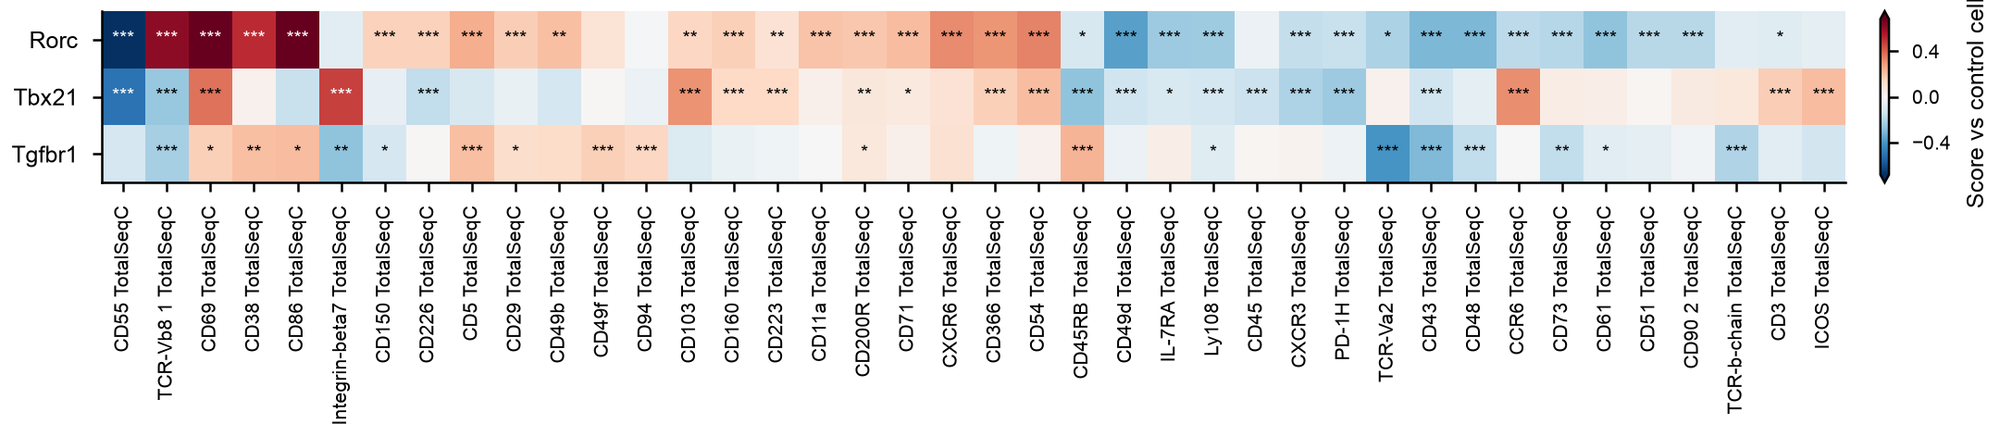 Rorc *** *** *** *** *** *** *** *** *** ** ** *** ** *** *** *** *** *** *** * *** *** *** *** *** * *** *** *** *** *** *** *** *
Tbx21 *** *** *** *** *** *** *** *** ** * *** *** *** *** * *** *** *** *** *** *** *** ***
Tgfbr1 *** * ** * ** * *** * *** *** * *** * *** *** *** ** * ***
CD55 TotalSeqC
TCR-Vb8 1 TotalSeqC
CD69 TotalSeqC
CD38 TotalSeqC
CD86 TotalSeqC
Integrin-beta7 TotalSeqC
CD150 TotalSeqC
CD226 TotalSeqC
CD5 TotalSeqC
CD29 TotalSeqC
CD49b TotalSeqC
CD49f TotalSeqC
CD94 TotalSeqC
CD103 TotalSeqC
CD160 TotalSeqC
CD223 TotalSeqC
CD11a TotalSeqC
CD200R TotalSeqC
CD71 TotalSeqC
CXCR6 TotalSeqC
CD366 TotalSeqC
CD54 TotalSeqC
CD45RB TotalSeqC
CD49d TotalSeqC
IL-7RA TotalSeqC
Ly108 TotalSeqC
CD45 TotalSeqC
CXCR3 TotalSeqC
PD-1H TotalSeqC
TCR-Va2 TotalSeqC
CD43 TotalSeqC
CD48 TotalSeqC
CCR6 TotalSeqC
CD73 TotalSeqC
CD61 TotalSeqC
CD51 TotalSeqC
CD90 2 TotalSeqC
TCR-b-chain TotalSeqC
CD3 TotalSeqC
ICOS TotalSeqC
0.4
0.0
−0.4
Score vs control cell